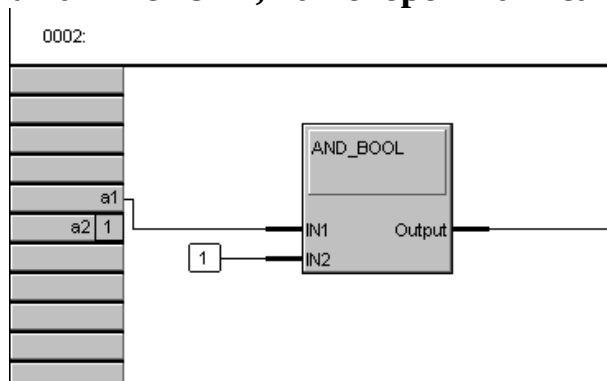 0002:
AND_BOOL
a1
a2 1
IN1 Output
1
IN2